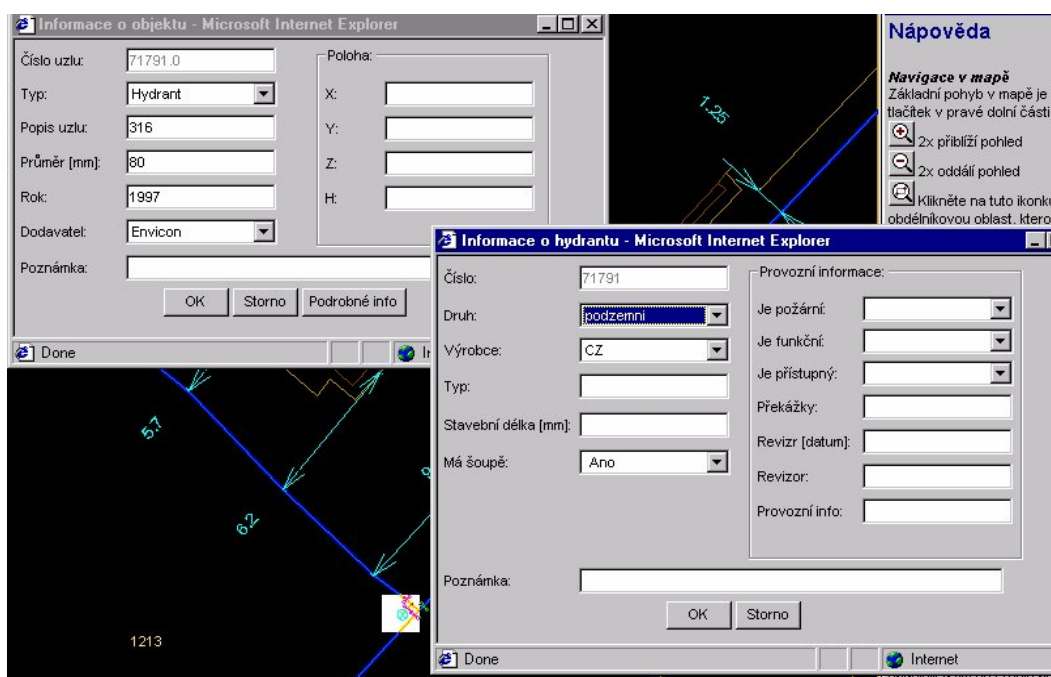 Informace o objektu - Microsoft Internet Explorer
Číslo uzlu: 71791.0
Typ: Hydrant
Popis uzlu: 316
Průměr [mm]: 80
Rok: 1997
Dodavatel: Envicon
Poznámka:
Poloha:
X:
Y:
Z:
H:
OK Storno Podrobné info
Done
Nápověda
Navigace v mapě
Základní pohyb v mapě je
tlačítek v pravé dolní části
2x přiblíží pohled
2x oddálí pohled
Klikněte na tuto ikonku
obdélníkovou oblast, kterou
1.25
Informace o hydrantu - Microsoft Internet Explorer
Číslo: 71791
Druh: podzemni
Výrobce: CZ
Typ:
Stavební délka [mm]:
Má šoupě: Ano
Provozní informace:
Je požární:
Je funkční:
Je přístupný:
Překážky:
Revizr [datum]:
Revizor:
Provozní info:
Poznámka:
OK Storno
Done
Internet
5.7
6.2
1213